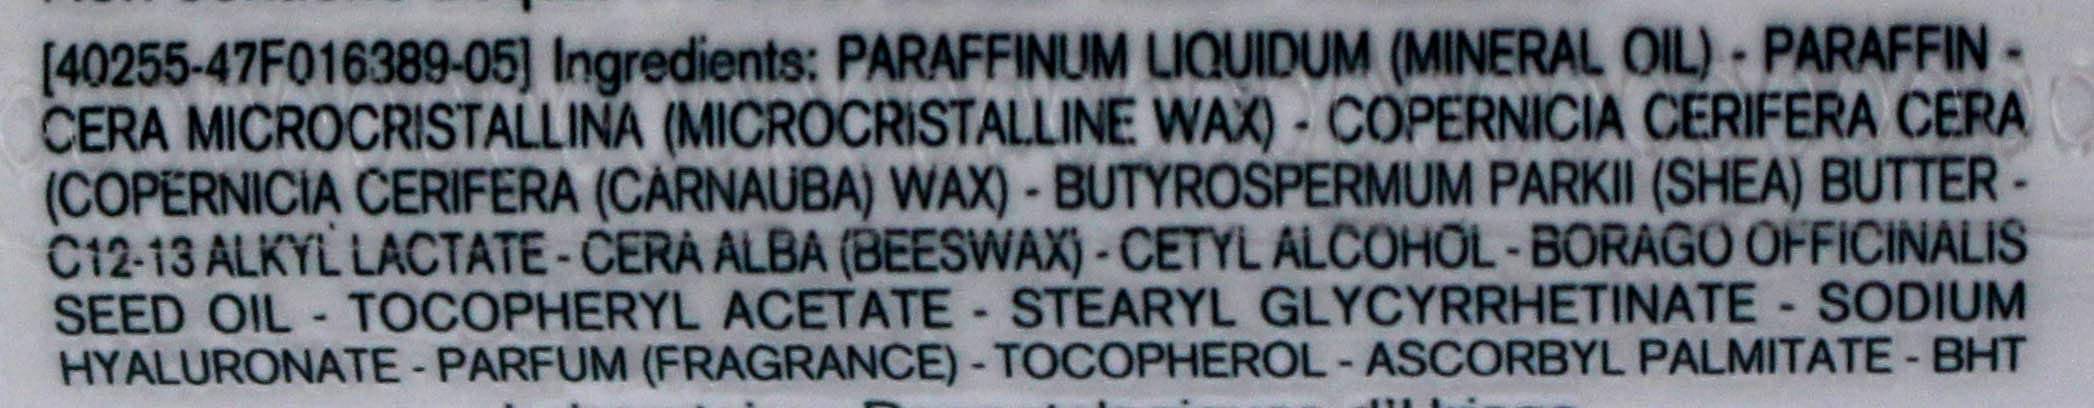 [40255-47F016389-05] Ingredients: PARAFFINUM LIQUIDUM (MINERAL OIL) - PARAFFIN -
CERA MICROCRISTALLINA (MICROCRISTALLINE WAX) - COPERNICIA CERIFERA CERA
(COPERNICIA CERIFERA (CARNAUBA) WAX) - BUTYROSPERMUM PARKII (SHEA) BUTTER -
C12-13 ALKYL LACTATE - CERA ALBA (BEESWAX) - CETYL ALCOHOL - BORAGO OFFICINALIS
SEED OIL - TOCOPHERYL ACETATE - STEARYL GLYCYRRHETINATE - SODIUM
HYALURONATE - PARFUM (FRAGRANCE) - TOCOPHEROL - ASCORBYL PALMITATE - BHT